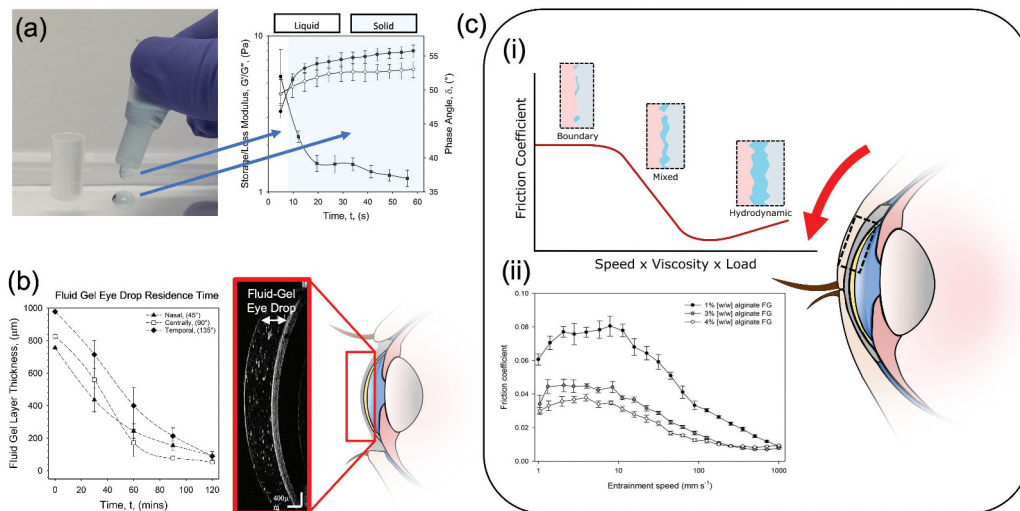 (a)
Liquid
Solid
10
1
Storage/Loss Modulus, G'/G", (Pa)
55
50
45
40
35
Phase Angle, δ, (°)
0 10 20 30 40 50 60
Time, t, (s)
(b)
Fluid Gel Eye Drop Residence Time
Nasal, (45°)
Centrally, (90°)
Temporal, (135°)
1000
800
600
400
200
0
Fluid Gel Layer Thickness, (μm)
0 20 40 60 80 100 120
Time, t, (mins)
Fluid-Gel
Eye Drop
400μ
m
(c)
(i)
Friction Coefficient
Boundary
Mixed
Hydrodynamic
Speed x Viscosity x Load
(ii)
0.10
0.08
0.06
0.04
0.02
0.00
Friction coefficient
1% [w/w] alginate FG
3% [w/w] alginate FG
4% [w/w] alginate FG
1 10 100 1000
Entrainment speed (mm s⁻¹)